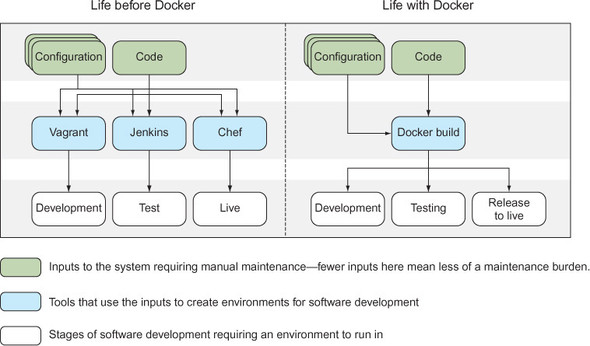 Life before Docker
Life with Docker
Configuration
Code
Configuration
Code
Vagrant
Jenkins
Chef
Docker build
Development
Test
Live
Development
Testing
Release
to live
Inputs to the system requiring manual maintenance—fewer inputs here mean less of a maintenance burden.
Tools that use the inputs to create environments for software development
Stages of software development requiring an environment to run in